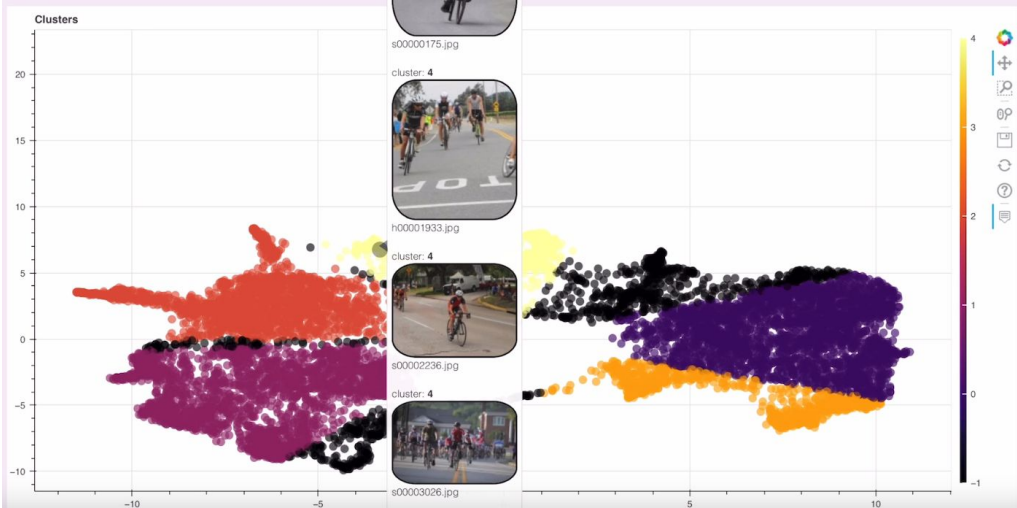 Clusters
s00000175.jpg
cluster: 4
TOP
h00001933.jpg
cluster: 4
s00002236.jpg
cluster: 4
s00003026.jpg
20
15
10
5
0
−5
−10
−10
−5
5
10
4
3
2
1
0
−1